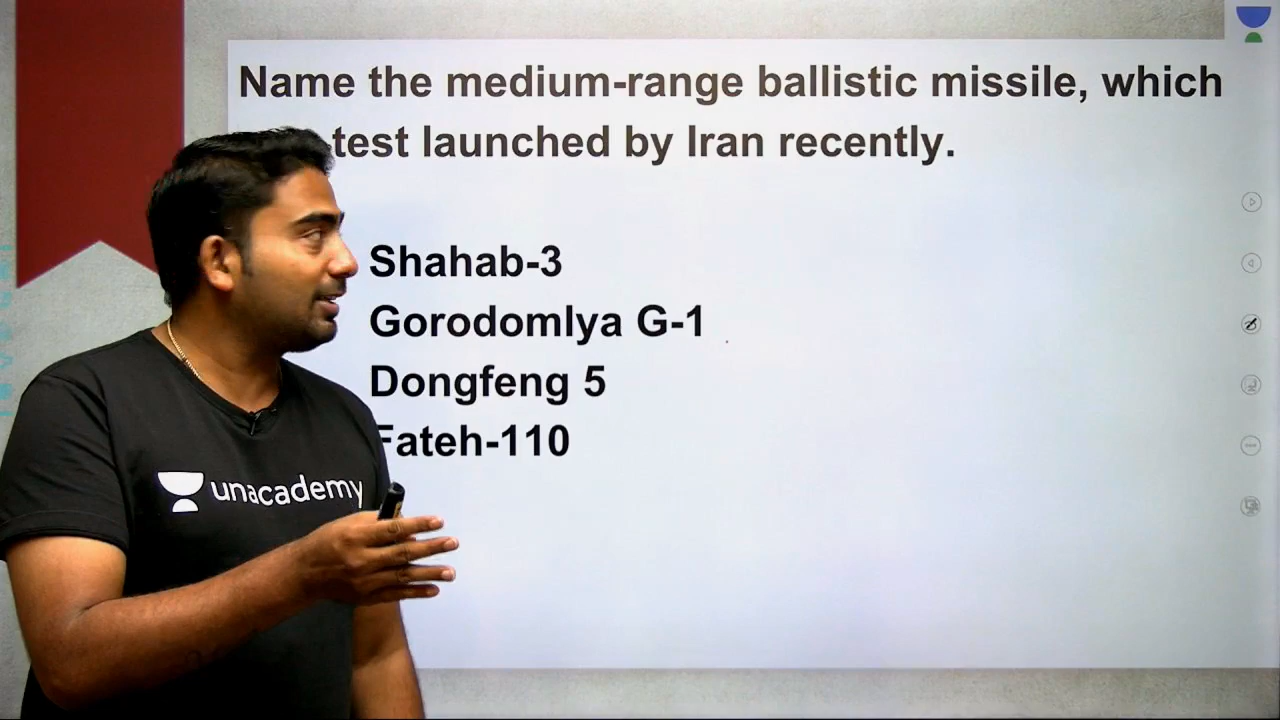 Name the medium-range ballistic missile, which
test launched by Iran recently.
Shahab-3
Gorodomlya G-1
Dongfeng 5
Fateh-110
unacademy